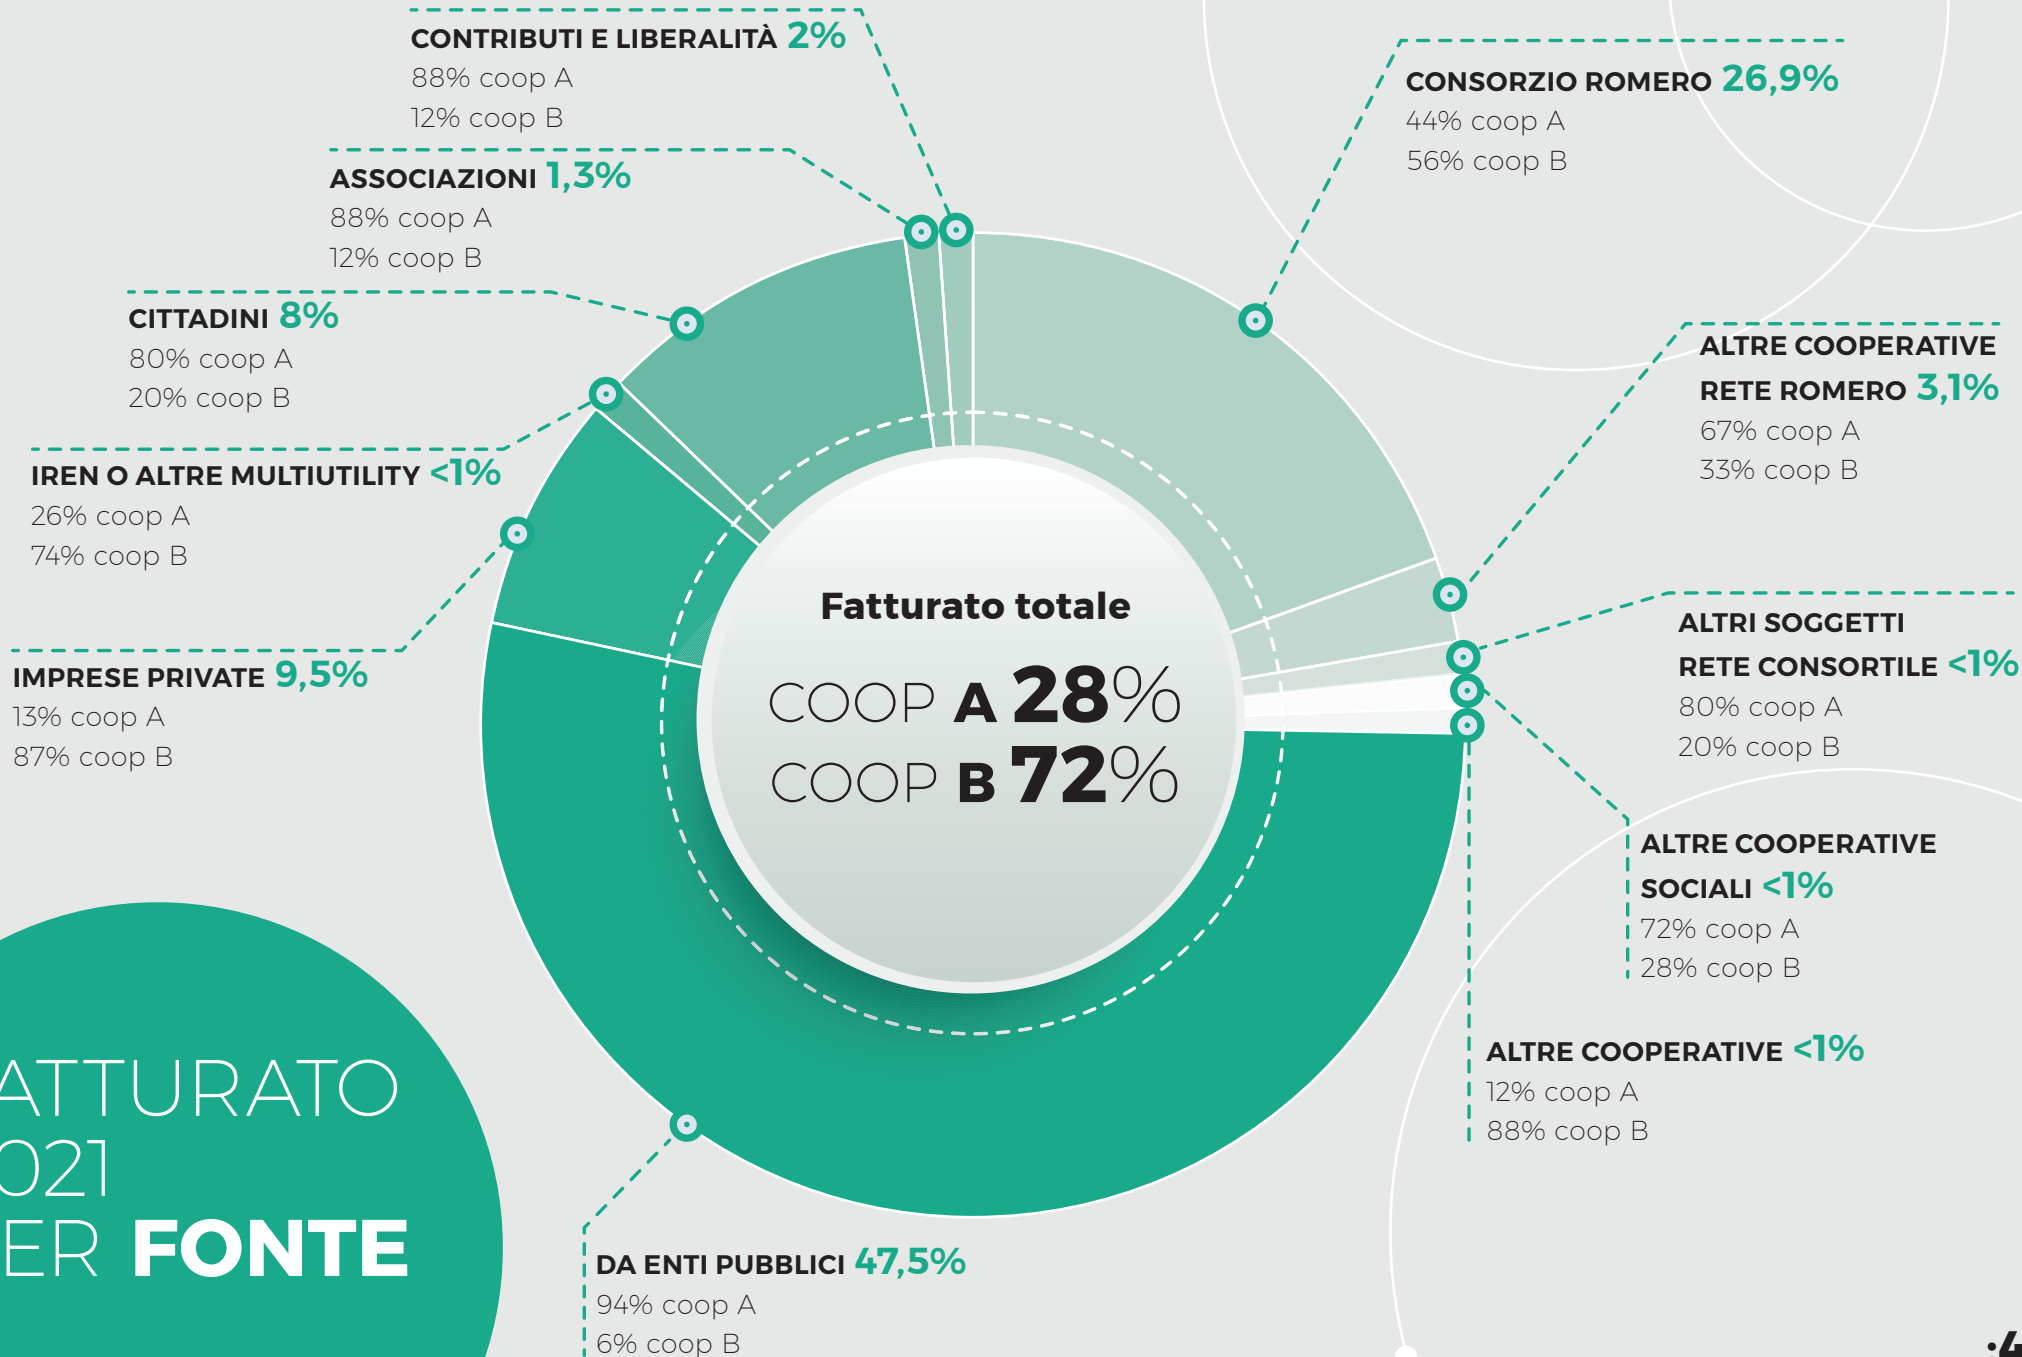 CONTRIBUTI E LIBERALITÀ 2%
88% coop A
12% coop B
ASSOCIAZIONI 1,3%
88% coop A
12% coop B
CITTADINI 8%
80% coop A
20% coop B
IREN O ALTRE MULTIUTILITY <1%
26% coop A
74% coop B
IMPRESE PRIVATE 9,5%
13% coop A
87% coop B
CONSORZIO ROMERO 26,9%
44% coop A
56% coop B
ALTRE COOPERATIVE
RETE ROMERO 3,1%
67% coop A
33% coop B
ALTRI SOGGETTI
RETE CONSORTILE <1%
80% coop A
20% coop B
ALTRE COOPERATIVE
SOCIALI <1%
72% coop A
28% coop B
ALTRE COOPERATIVE <1%
12% coop A
88% coop B
Fatturato totale
COOP A 28%
COOP B 72%
ATTURATO
021
ER FONTE
DA ENTI PUBBLICI 47,5%
94% coop A
6% coop B